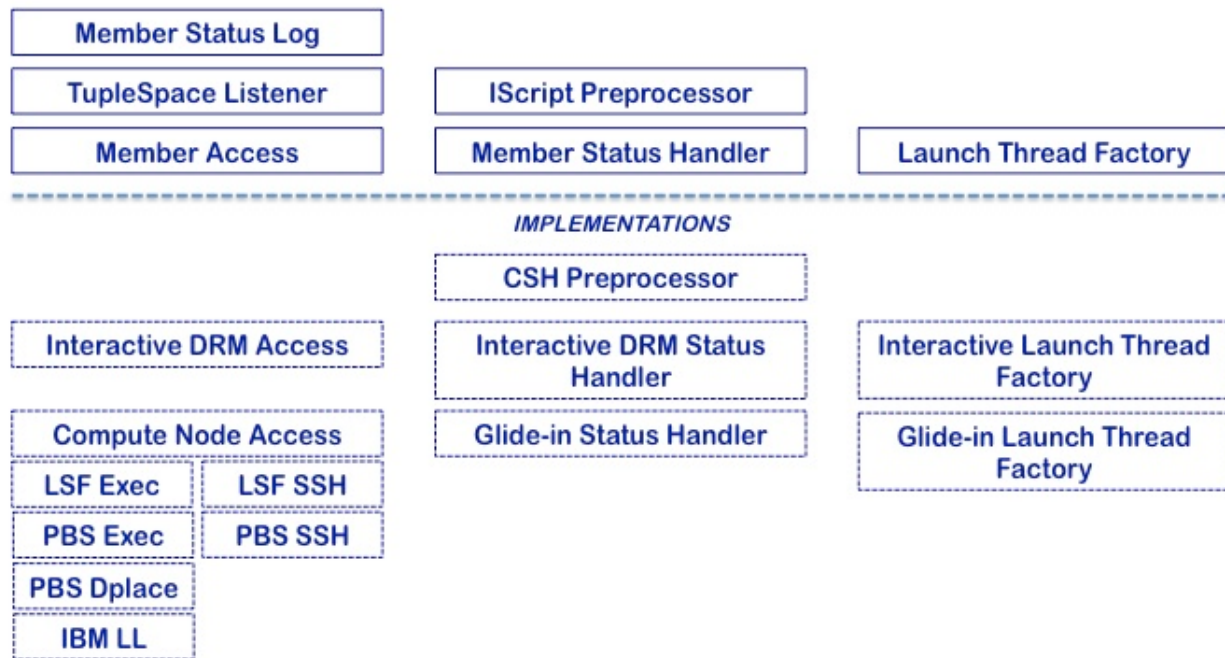 Member Status Log
TupleSpace Listener
IScript Preprocessor
Member Access
Member Status Handler
Launch Thread Factory
IMPLEMENTATIONS
CSH Preprocessor
Interactive DRM Access
Interactive DRM Status
Handler
Interactive Launch Thread
Factory
Compute Node Access
Glide-in Status Handler
Glide-in Launch Thread
Factory
LSF Exec
LSF SSH
PBS Exec
PBS SSH
PBS Dplace
IBM LL